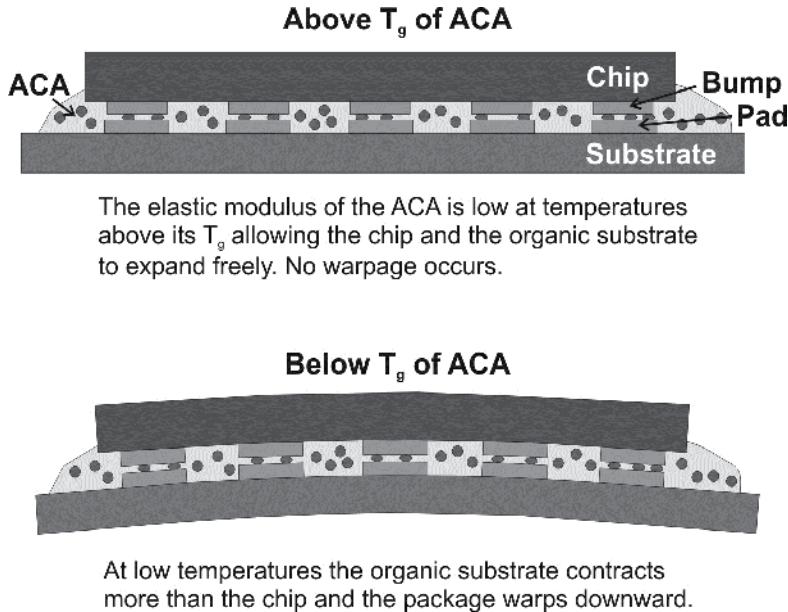 Above Tg of ACA
ACA
Chip
Bump
Pad
Substrate
The elastic modulus of the ACA is low at temperatures
above its Tg allowing the chip and the organic substrate
to expand freely. No warpage occurs.
Below Tg of ACA
At low temperatures the organic substrate contracts
more than the chip and the package warps downward.